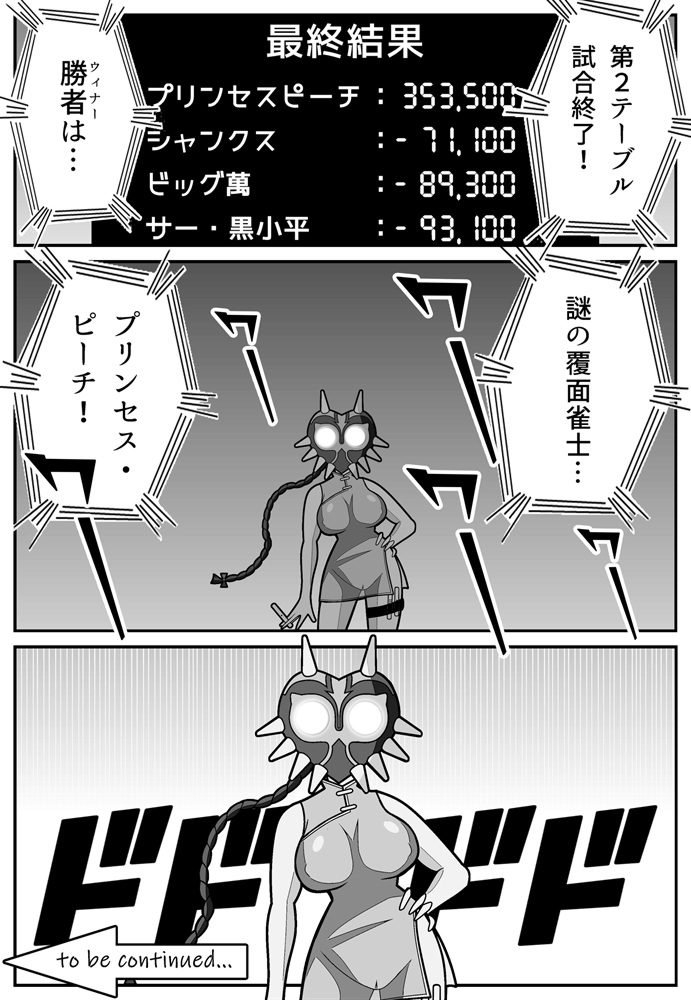 第2テーブル
試合終了!
最終結果
プリンセスピーチ : 353,500
シャンクス : - 71,100
ビッグ萬 : - 89,300
サー・黒小平 : - 93,100
ウィナー
勝者は…
謎の覆面雀士…
プリンセス・
ピーチ!
ワー
ワー
ワー
ワー
ワー
ドドドド
to be continued...